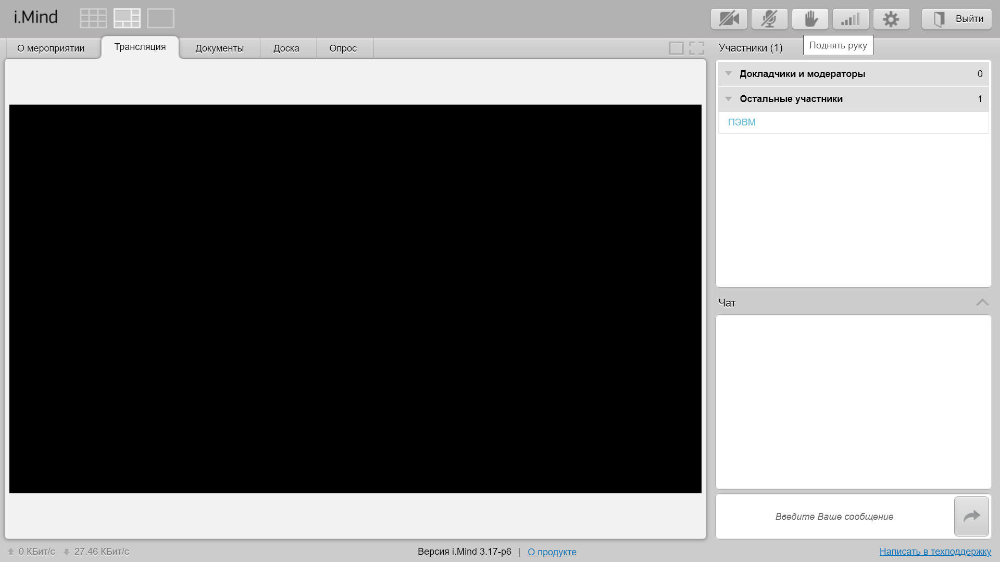 i.Mind
Выйти
О мероприятии
Трансляция
Документы
Доска
Опрос
Участники (1)
Поднять руку
Докладчики и модераторы 0
Остальные участники 1
ПЭВМ
Чат
Введите Ваше сообщение
0 КБит/с 27.46 КБит/с
Версия i.Mind 3.17-p6 | О продукте
Написать в техподдержку